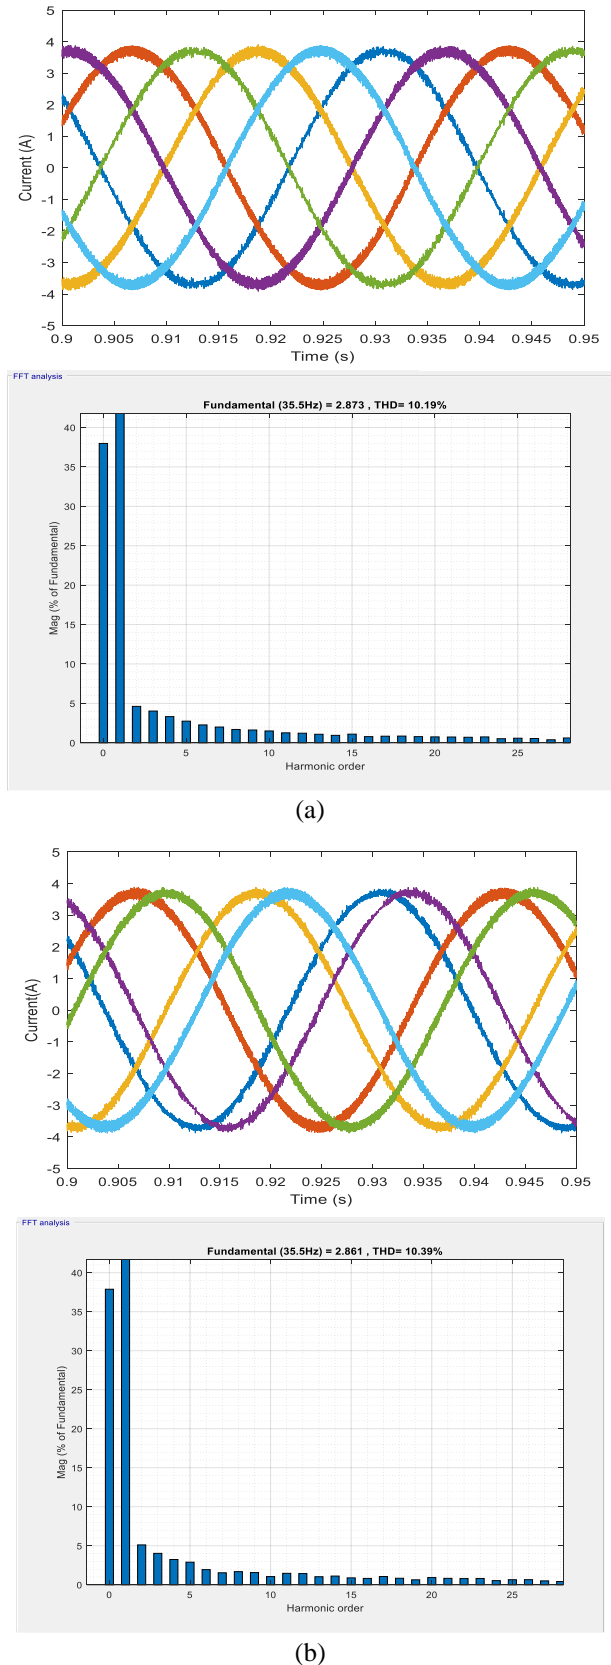 5
4
3
2
1
0
-1
-2
-3
-4
-5
Current (A)
0.9 0.905 0.91 0.915 0.92 0.925 0.93 0.935 0.94 0.945 0.95
Time (s)
FFT analysis
Fundamental (35.5Hz) = 2.873 , THD= 10.19%
40
35
30
25
20
15
10
5
0
Mag (% of Fundamental)
0 5 10 15 20 25
Harmonic order
(a)
5
4
3
2
1
0
-1
-2
-3
-4
-5
Current(A)
0.9 0.905 0.91 0.915 0.92 0.925 0.93 0.935 0.94 0.945 0.95
Time (s)
FFT analysis
Fundamental (35.5Hz) = 2.861 , THD= 10.39%
40
35
30
25
20
15
10
5
0
Mag (% of Fundamental)
0 5 10 15 20 25
Harmonic order
(b)